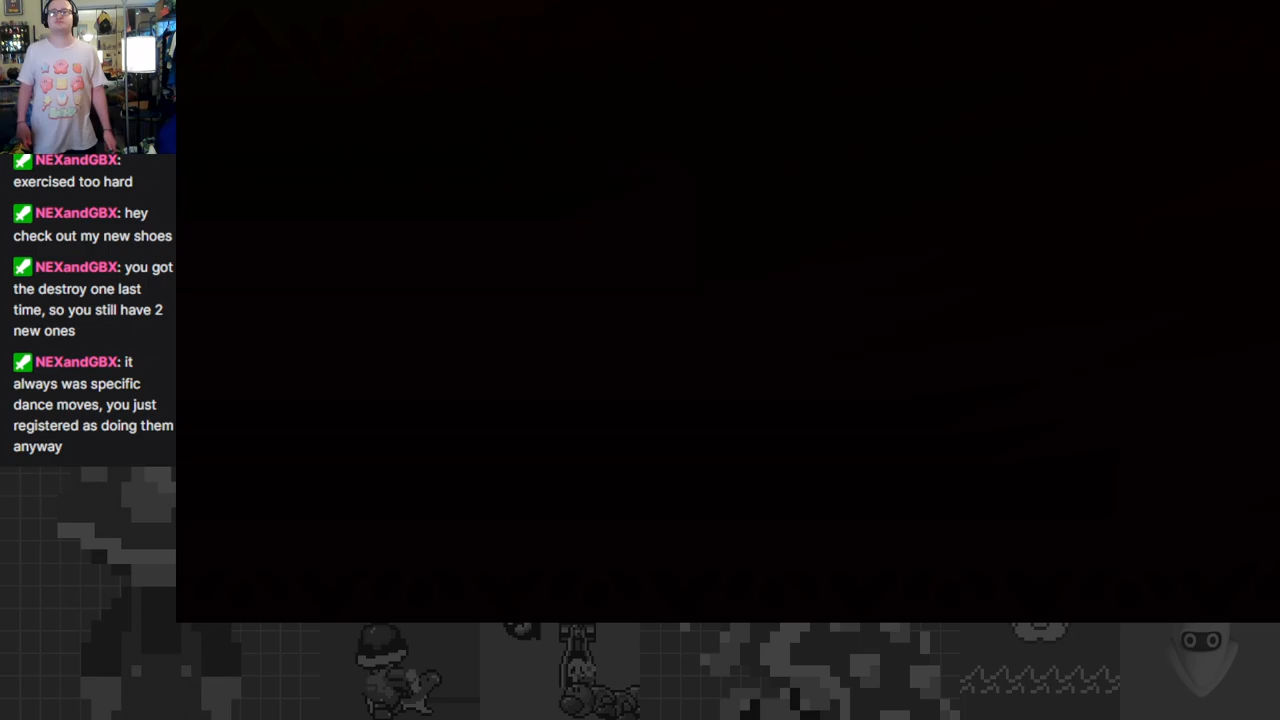 NEXandGBX:
exercised too hard
NEXandGBX: hey
check out my new shoes
NEXandGBX: you got
the destroy one last
time, so you still have 2
new ones
NEXandGBX: it
always was specific
dance moves, you just
registered as doing them
anyway